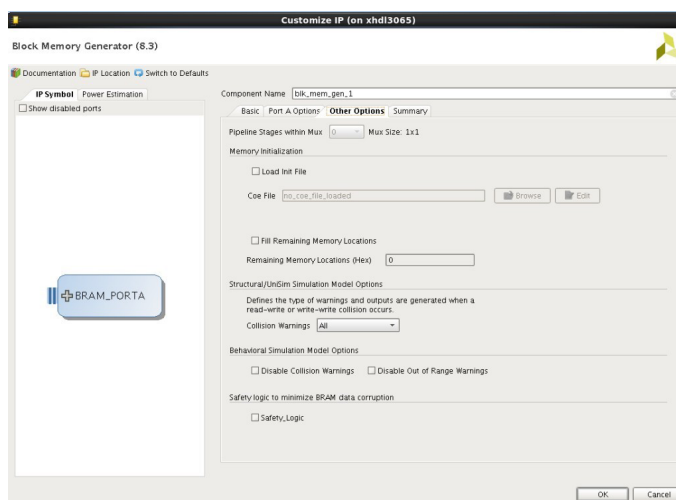 Customize IP (on xhdl3065)
Block Memory Generator (8.3)
Documentation IP Location Switch to Defaults
IP Symbol Power Estimation
Show disabled ports
BRAM_PORTA
Component Name blk_mem_gen_1
Basic Port A Options Other Options Summary
Pipeline Stages within Mux 0 Mux Size: 1x1
Memory Initialization
Load Init File
Coe File no_coe_file_loaded Browse Edit
Fill Remaining Memory Locations
Remaining Memory Locations (Hex) 0
Structural/UniSim Simulation Model Options
Defines the type of warnings and outputs are generated when a
read-write or write-write collision occurs.
Collision Warnings All
Behavioral Simulation Model Options
Disable Collision Warnings Disable Out of Range Warnings
Safety logic to minimize BRAM data corruption
Safety_Logic
OK Cancel